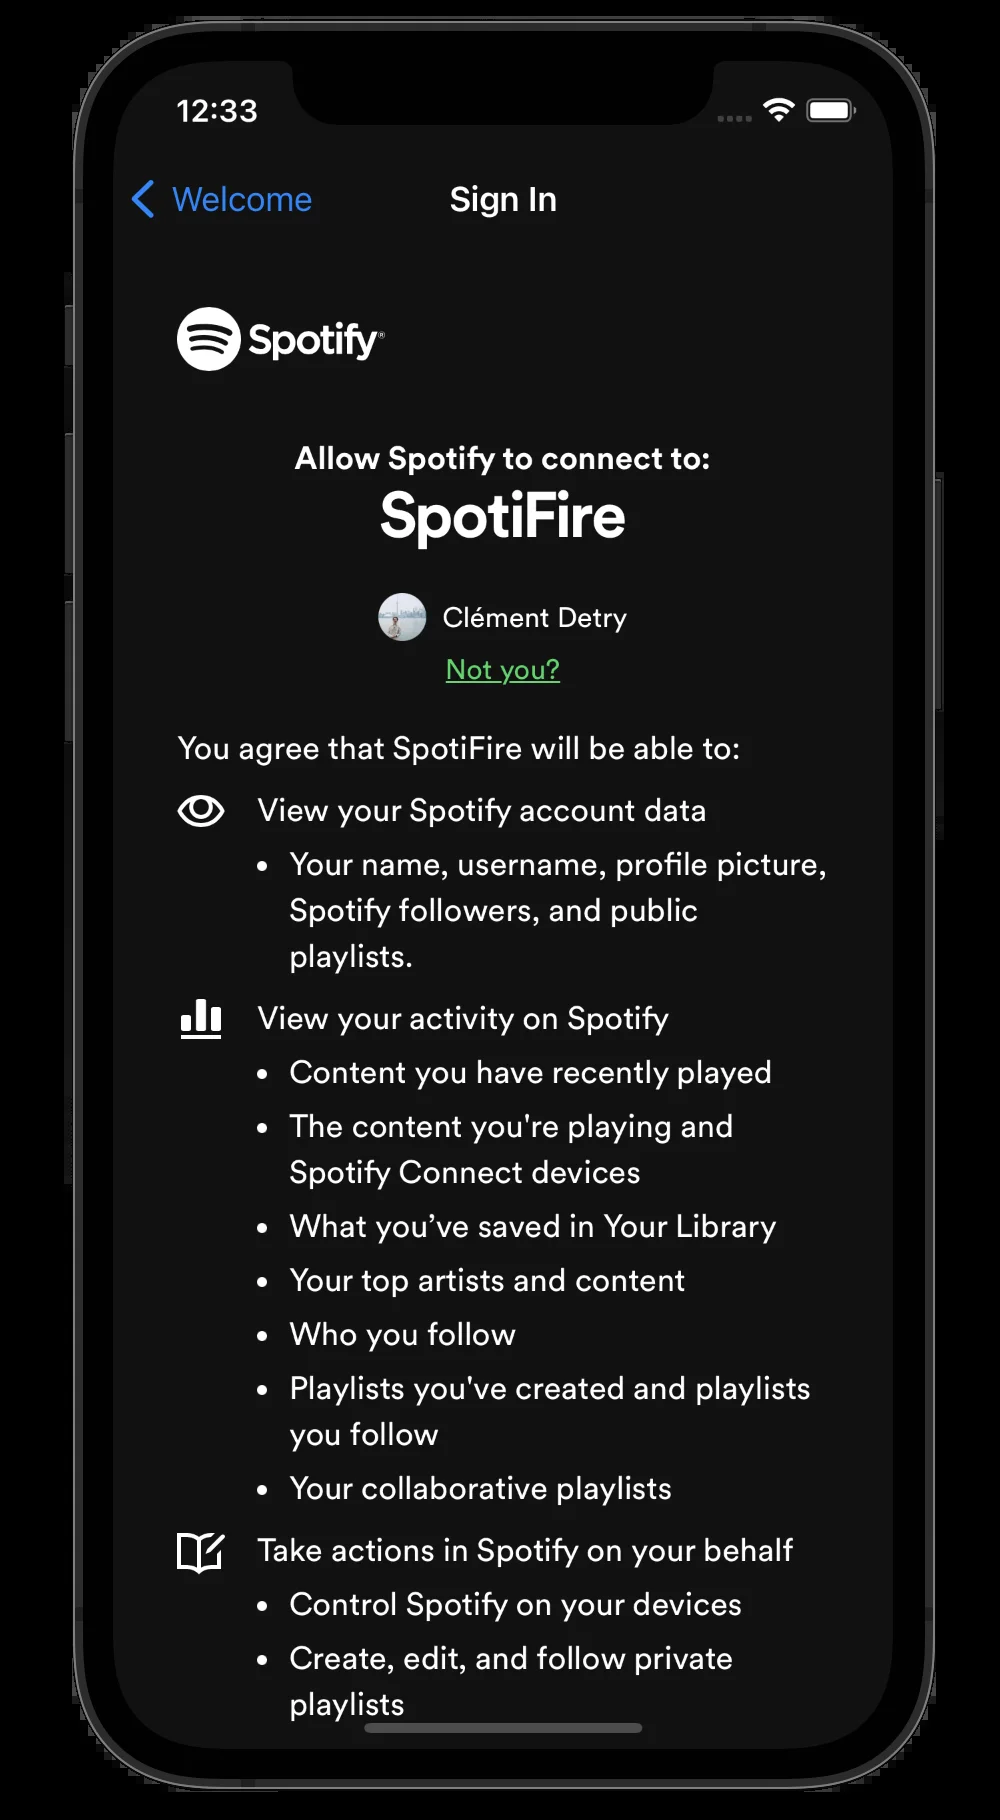 12:33
Welcome
Sign In
Spotify®
Allow Spotify to connect to:
SpotiFire
Clément Detry
Not you?
You agree that SpotiFire will be able to:
View your Spotify account data
• Your name, username, profile picture,
Spotify followers, and public
playlists.
View your activity on Spotify
• Content you have recently played
• The content you're playing and
Spotify Connect devices
• What you’ve saved in Your Library
• Your top artists and content
• Who you follow
• Playlists you've created and playlists
you follow
• Your collaborative playlists
Take actions in Spotify on your behalf
• Control Spotify on your devices
• Create, edit, and follow private
playlists